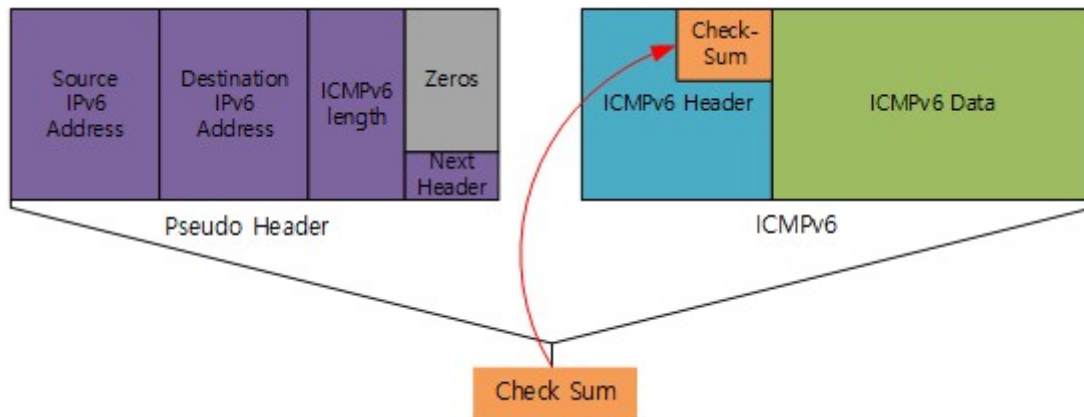 Source
IPv6
Address
Destination
IPv6
Address
ICMPv6
length
Zeros
Next
Header
Pseudo Header
Check-
Sum
ICMPv6 Header
ICMPv6 Data
ICMPv6
Check Sum